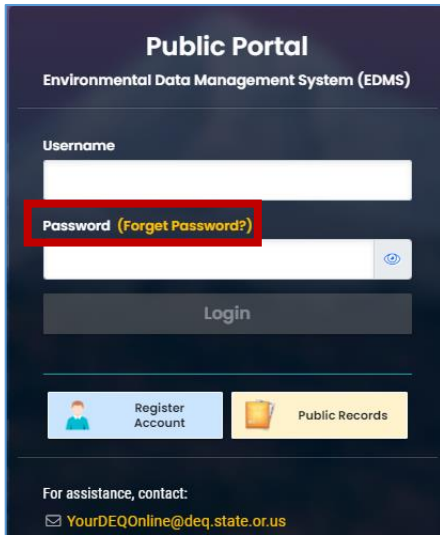 Public Portal
Environmental Data Management System (EDMS)
Username
Password (Forget Password?)
Login
Register
Account
Public Records
For assistance, contact:
YourDEQOnline@deq.state.or.us